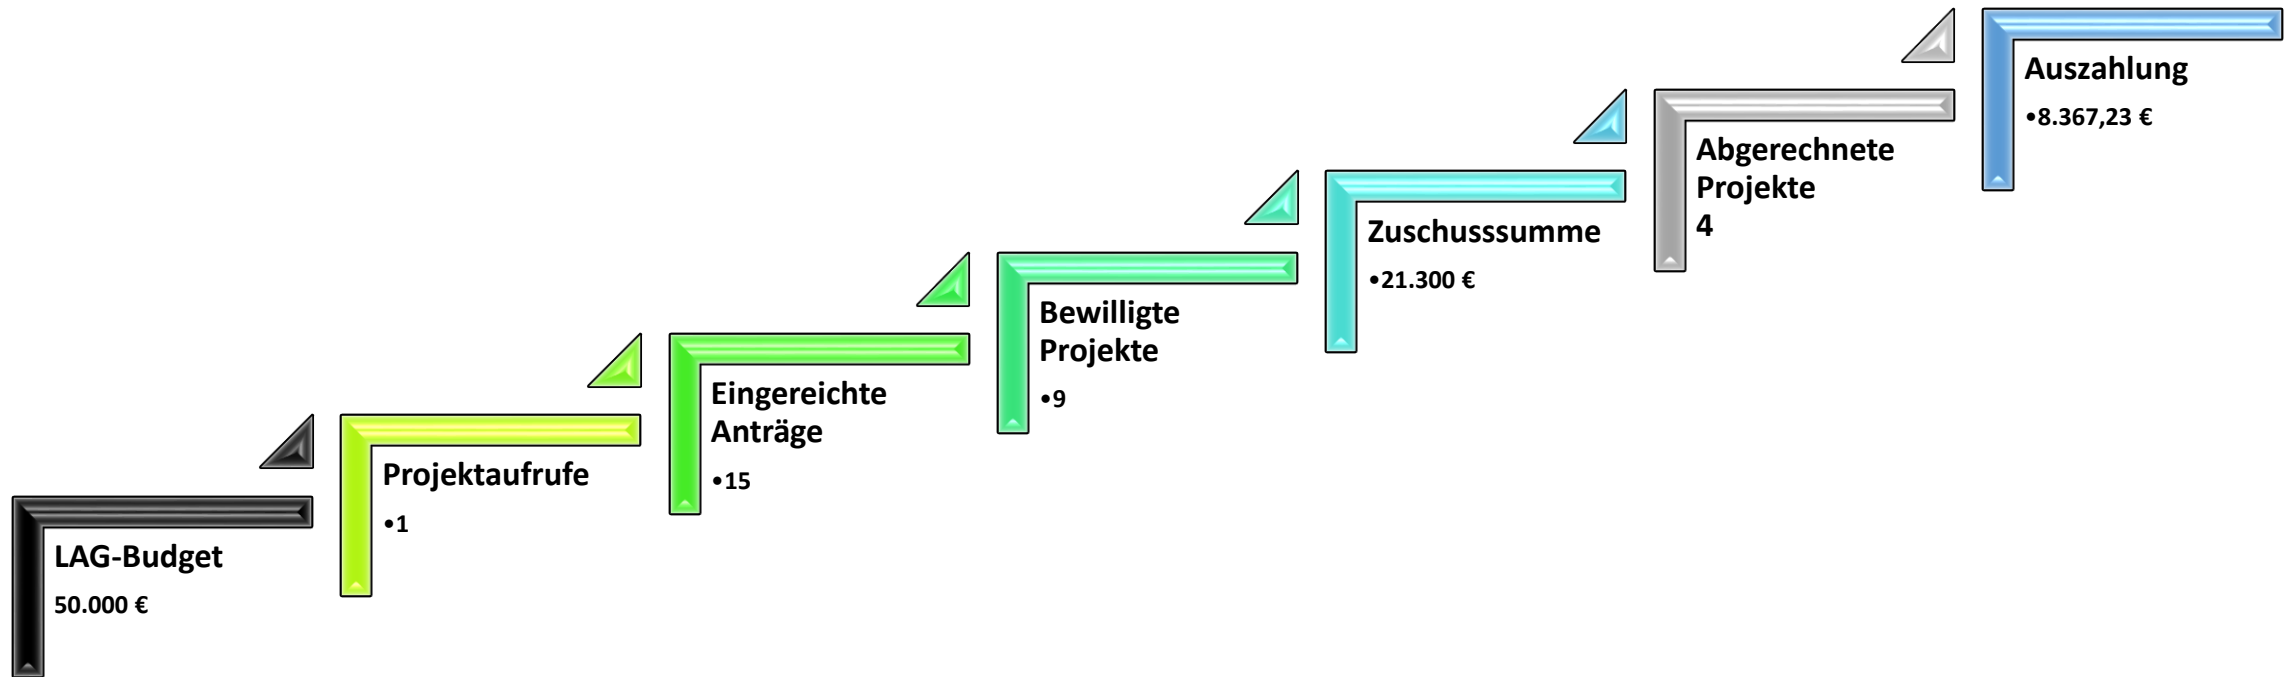 LAG-Budget
50.000 €
Projektaufrufe
•1
Eingereichte
Anträge
•15
Bewilligte
Projekte
•9
Zuschusssumme
•21.300 €
Abgerechnete
Projekte
4
Auszahlung
•8.367,23 €